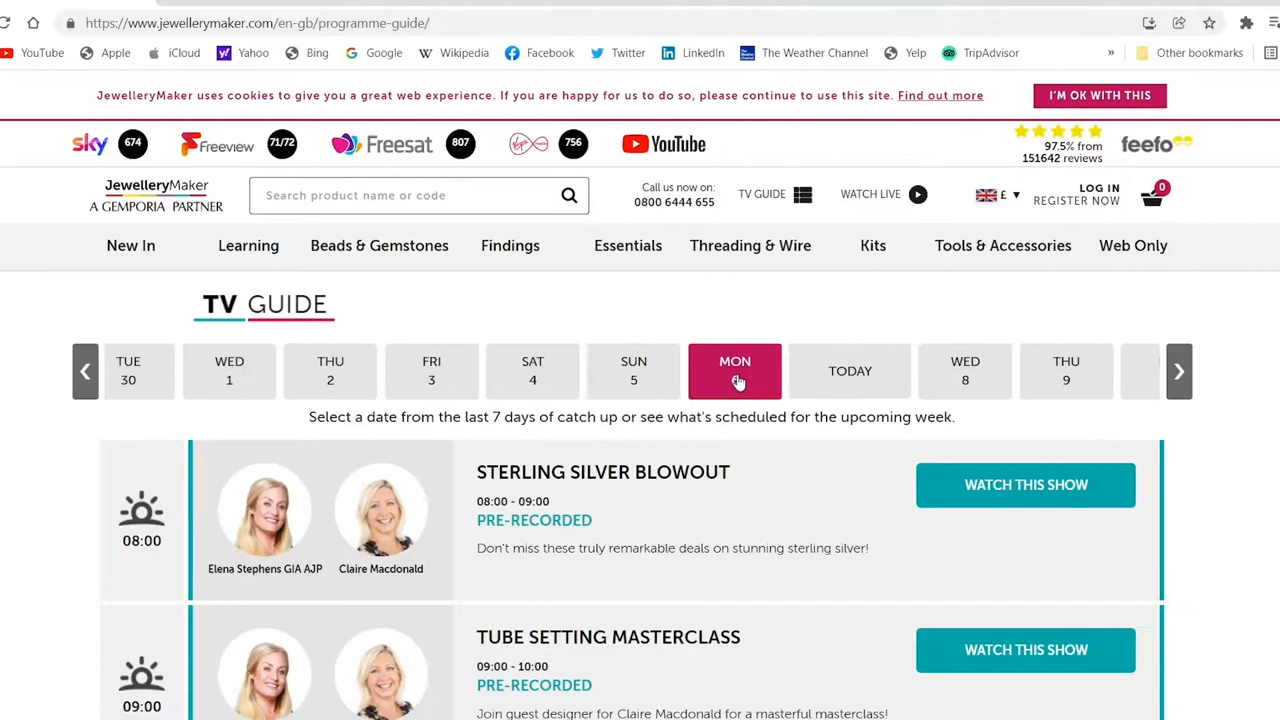 https://www.jewellerymaker.com/en-gb/programme-guide/
YouTube Apple iCloud Yahoo Bing Google Wikipedia Facebook Twitter LinkedIn The Weather Channel Yelp TripAdvisor » Other bookmarks
JewelleryMaker uses cookies to give you a great web experience. If you are happy for us to do so, please continue to use this site. Find out more
I'M OK WITH THIS
sky 674 Freeview 71/72 Freesat 807 756 YouTube
97.5% from
151642 reviews
feefo
JewelleryMaker
A GEMPORIA PARTNER
Search product name or code
Call us now on:
0800 6444 655
TV GUIDE
WATCH LIVE
£ ▼
LOG IN
REGISTER NOW
0
New In Learning Beads & Gemstones Findings Essentials Threading & Wire Kits Tools & Accessories Web Only
TV GUIDE
TUE WED THU FRI SAT SUN MON TODAY WED THU
30 1 2 3 4 5 8 9
Select a date from the last 7 days of catch up or see what's scheduled for the upcoming week.
08:00
Elena Stephens GIA AJP
Claire Macdonald
STERLING SILVER BLOWOUT
08:00 - 09:00
PRE-RECORDED
Don't miss these truly remarkable deals on stunning sterling silver!
WATCH THIS SHOW
09:00
TUBE SETTING MASTERCLASS
09:00 - 10:00
PRE-RECORDED
Join guest designer for Claire Macdonald for a masterful masterclass!
WATCH THIS SHOW